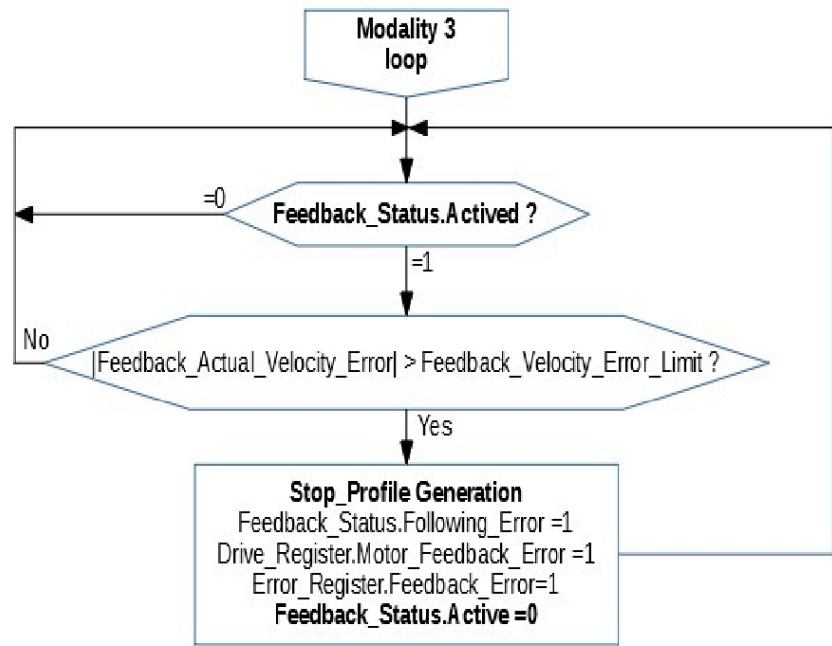 Modality 3
loop
=0
Feedback_Status.Actived ?
=1
No
|Feedback_Actual_Velocity_Error| > Feedback_Velocity_Error_Limit ?
Yes
Stop_Profile Generation
Feedback_Status.Following_Error =1
Drive_Register.Motor_Feedback_Error =1
Error_Register.Feedback_Error=1
Feedback_Status.Active =0